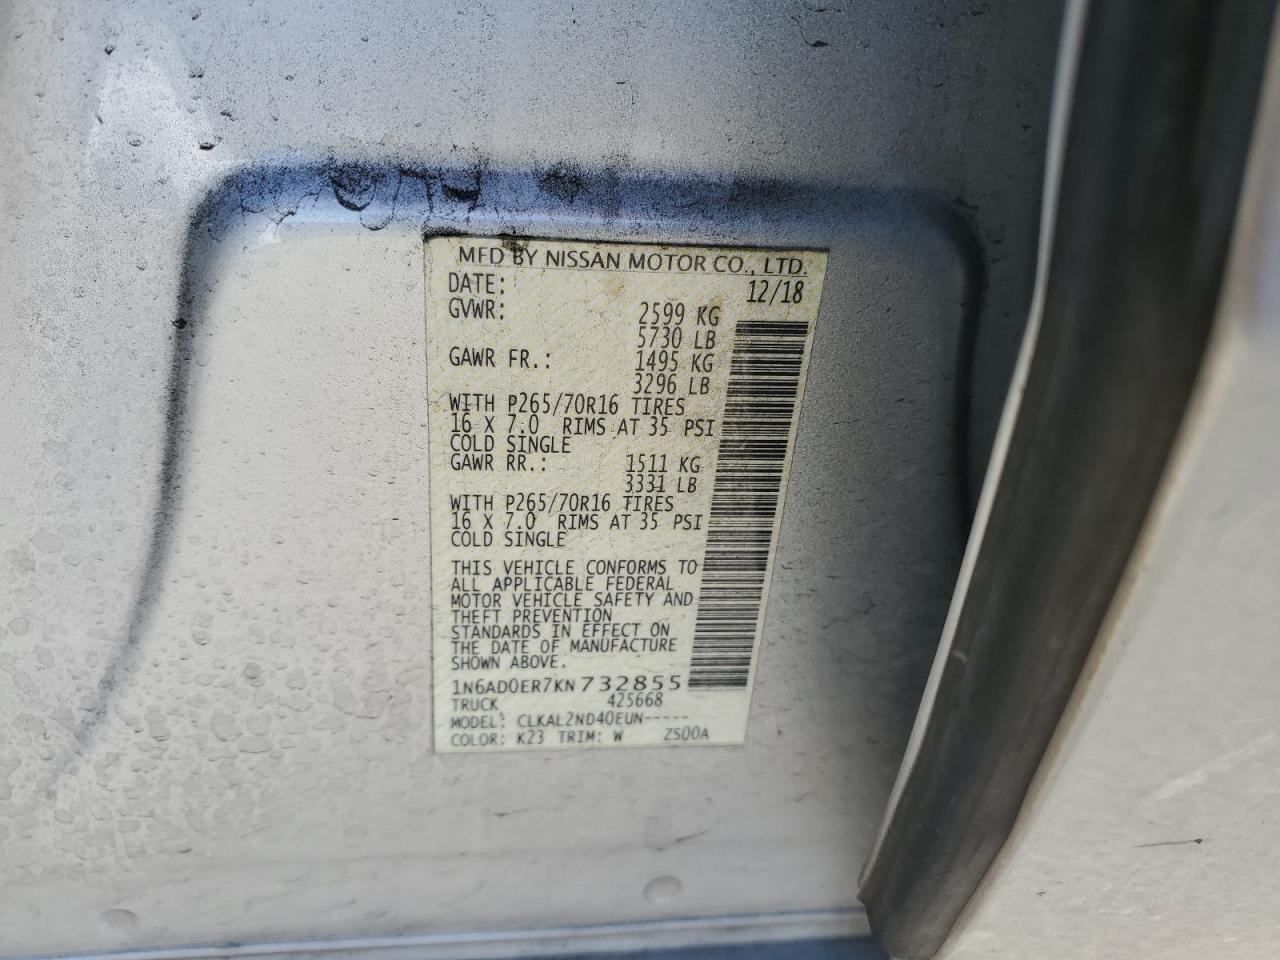 MFD BY NISSAN MOTOR CO., LTD.
DATE: 12/18
GVWR: 2599 KG
5730 LB
GAWR FR.: 1495 KG
3296 LB
WITH P265/70R16 TIRES
16 X 7.0 RIMS AT 35 PSI
COLD SINGLE
GAWR RR.: 1511 KG
3331 LB
WITH P265/70R16 TIRES
16 X 7.0 RIMS AT 35 PSI
COLD SINGLE
THIS VEHICLE CONFORMS TO
ALL APPLICABLE FEDERAL
MOTOR VEHICLE SAFETY AND
THEFT PREVENTION
STANDARDS IN EFFECT ON
THE DATE OF MANUFACTURE
SHOWN ABOVE.
1N6AD0ER7KN732855
TRUCK 425668
MODEL: CLKAL2ND40EUN-----
COLOR: K23 TRIM: W ZS00A